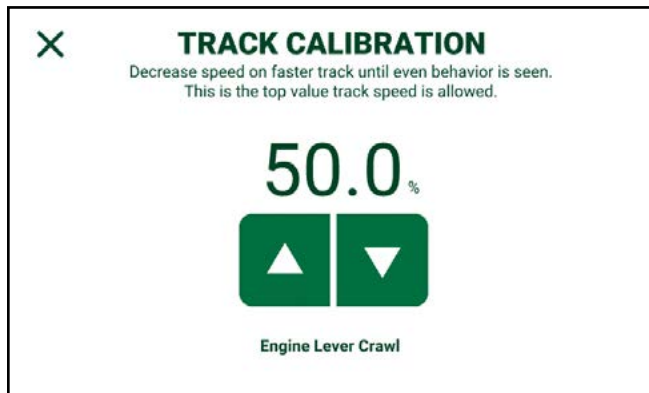 TRACK CALIBRATION
Decrease speed on faster track until even behavior is seen.
This is the top value track speed is allowed.
50.0 %
Engine Lever Crawl